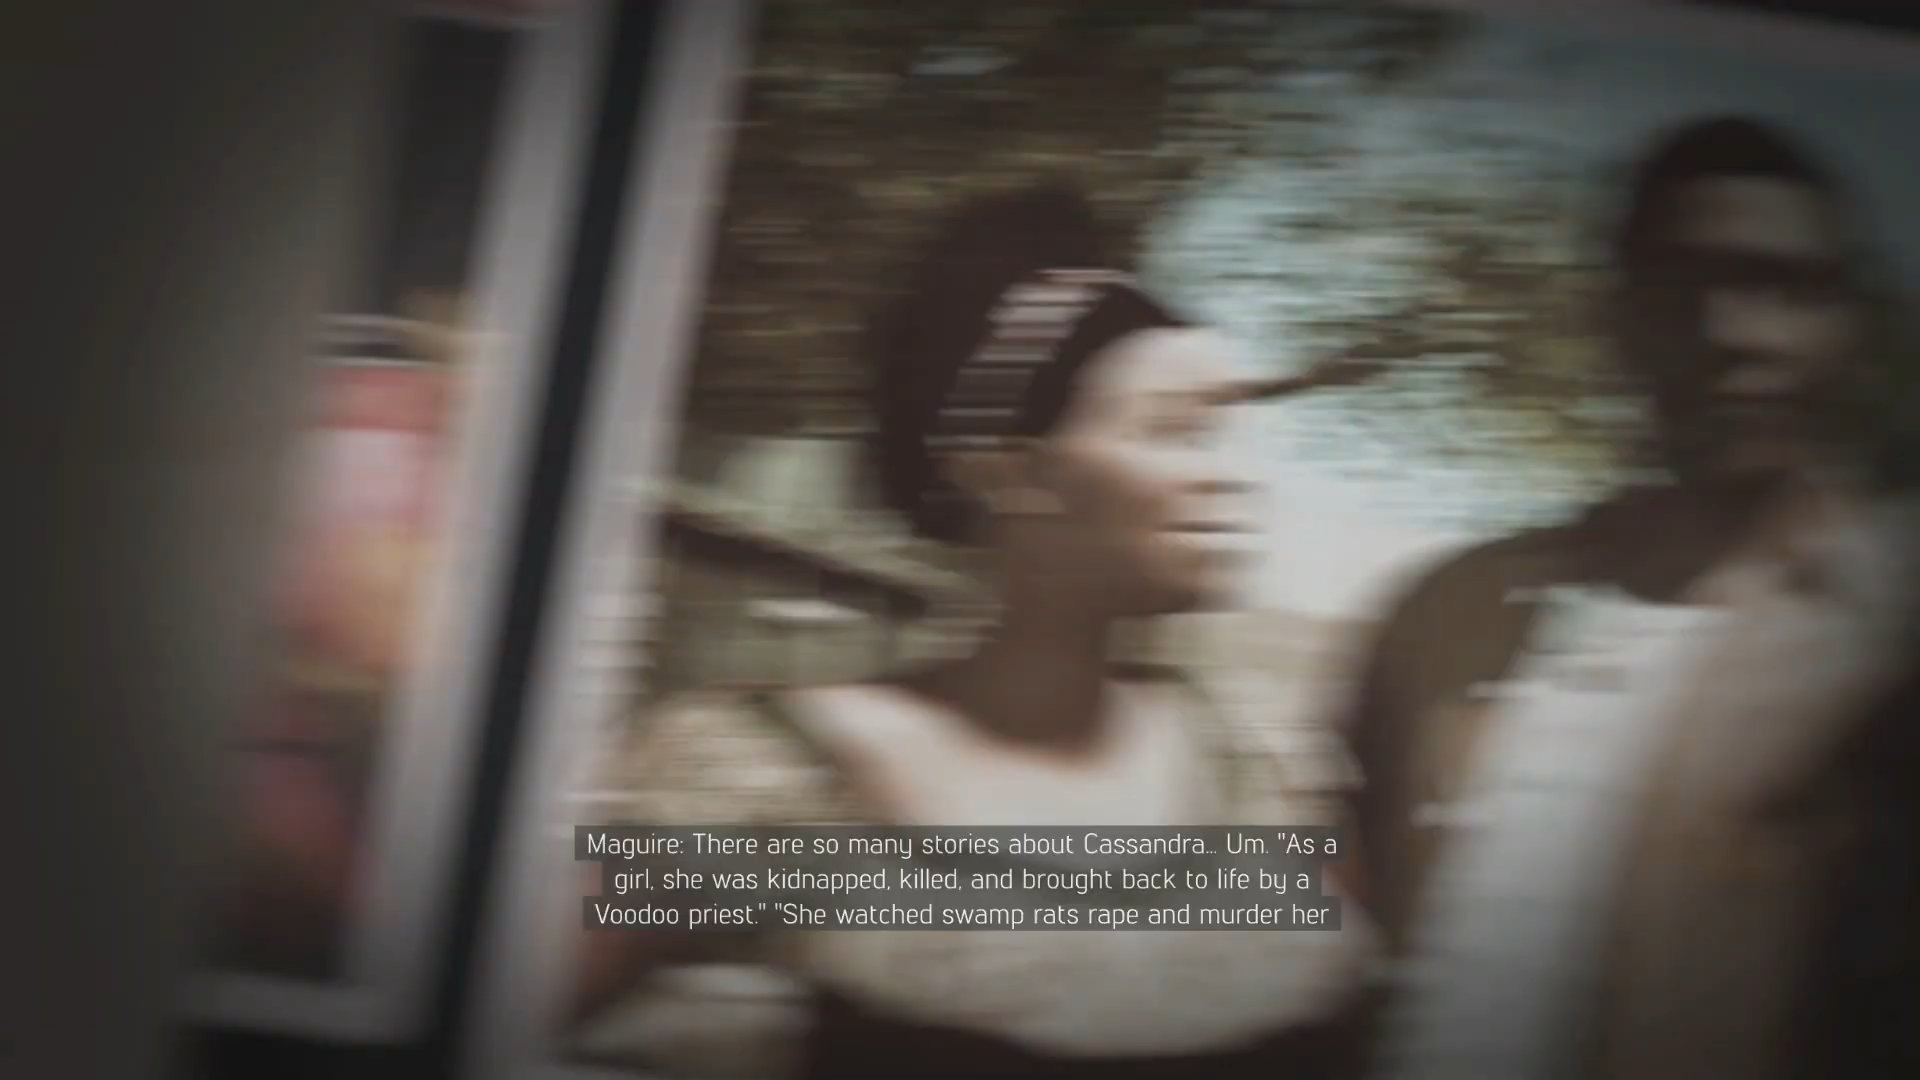 Maguire: There are so many stories about Cassandra... Um. "As a
girl, she was kidnapped, killed, and brought back to life by a
Voodoo priest." "She watched swamp rats rape and murder her